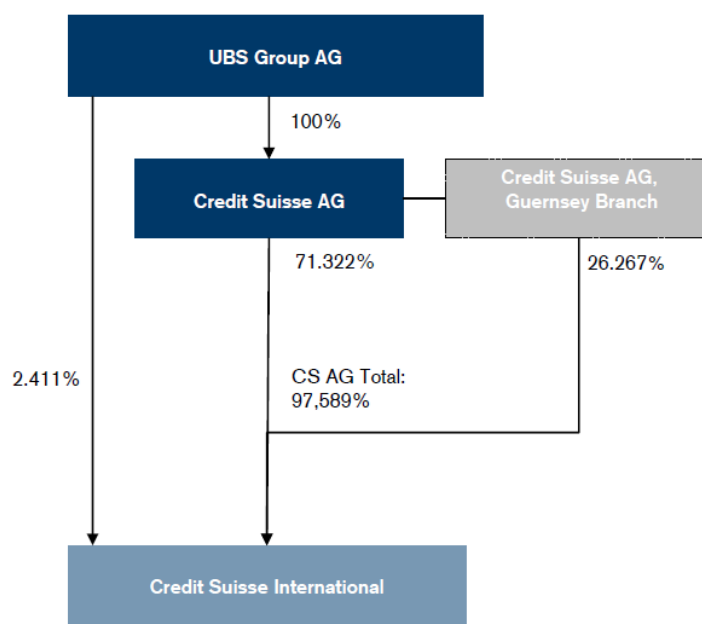 UBS Group AG
100%
Credit Suisse AG
Credit Suisse AG,
Guernsey Branch
71.322%
26.267%
2.411%
CS AG Total:
97,589%
Credit Suisse International